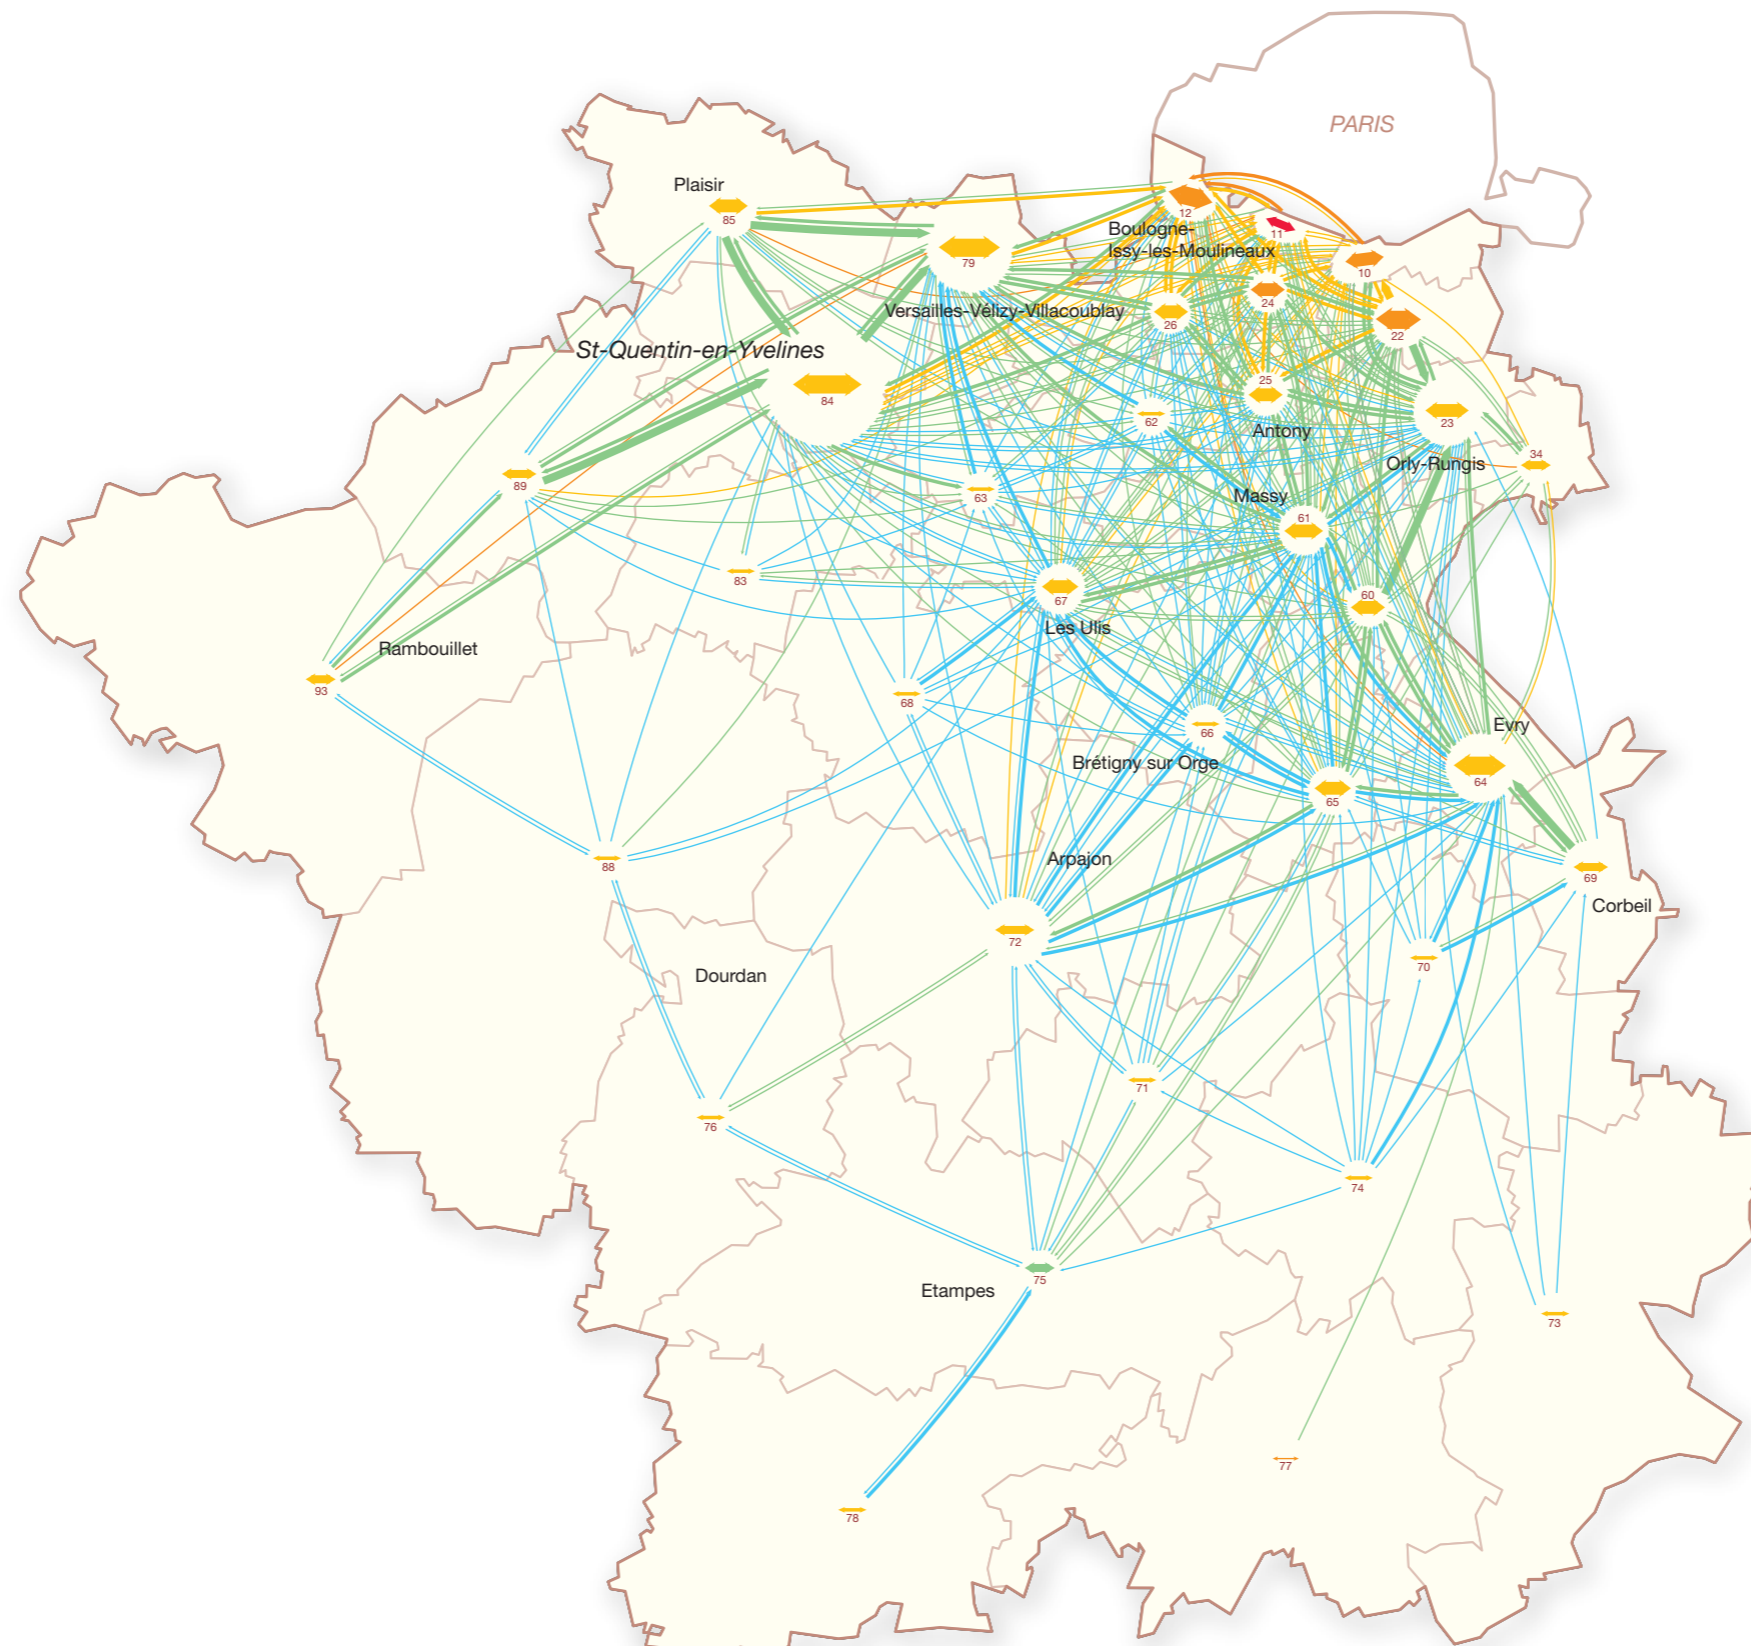 PARIS
Plaisir
85
12
11
Boulogne-
Issy-les-Moulineaux
10
79
24
Versailles-Vélizy-Villacoublay
26
22
St-Quentin-en-Yvelines
84
25
62
23
Antony
34
Orly-Rungis
89
63
Massy
61
83
67
60
Les Ulis
Rambouillet
93
68
66
Evry
Brétigny sur Orge
64
65
88
Arpajon
69
Corbeil
72
70
Dourdan
71
76
74
75
Etampes
73
77
78